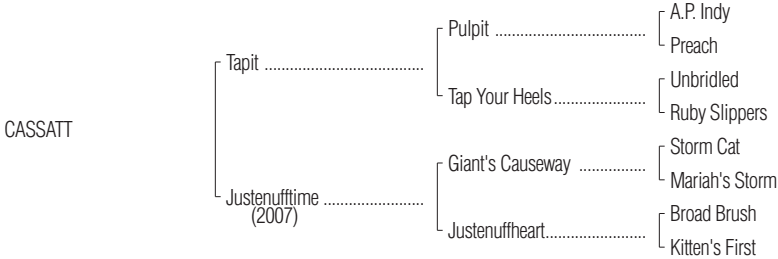 A.P. Indy
Pulpit ....................................
Preach
Tapit ......................................
Unbridled
Tap Your Heels......................
Ruby Slippers
CASSATT
Storm Cat
Giant's Causeway ................
Mariah's Storm
Justenufftime ........................
(2007)
Broad Brush
Justenuffheart........................
Kitten's First